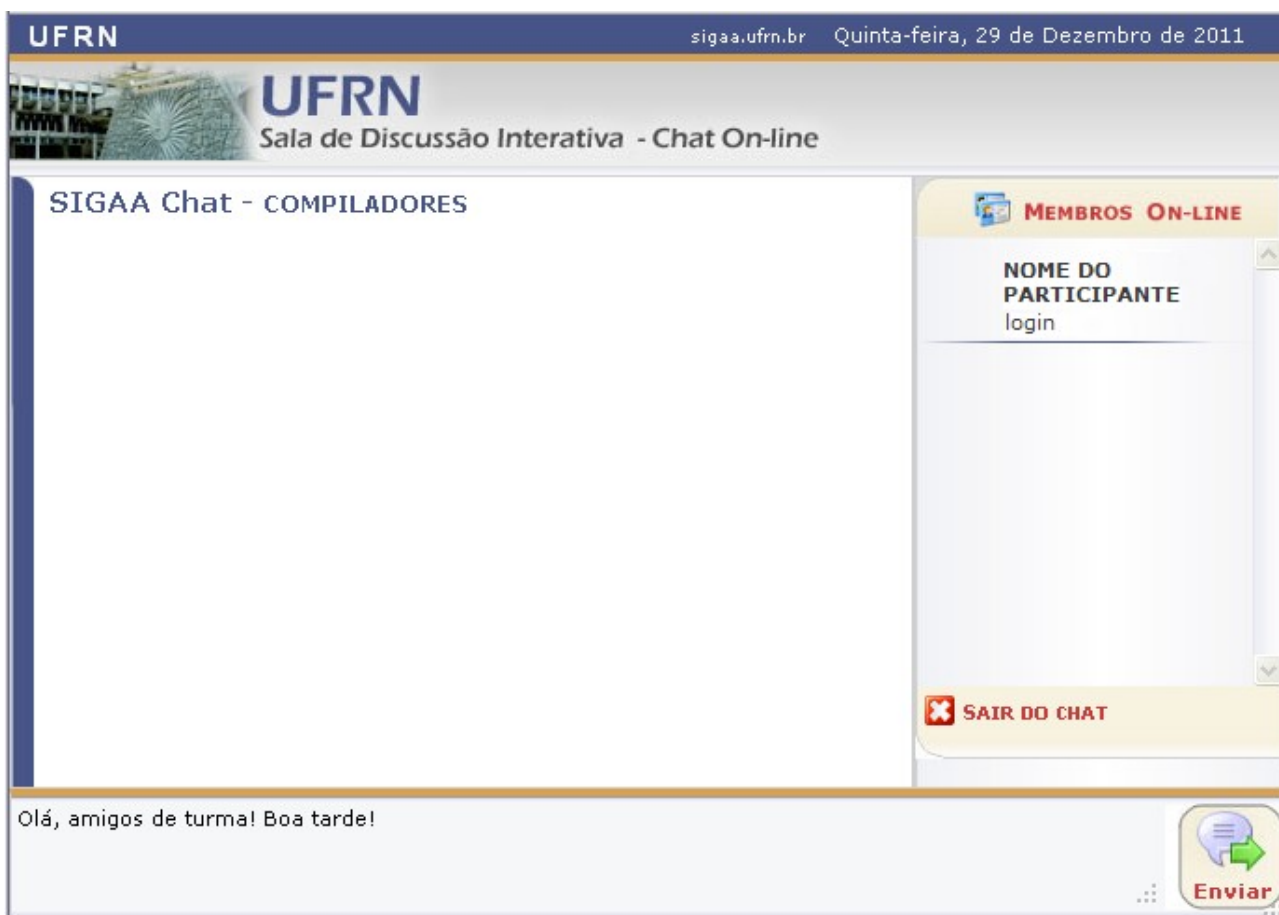 UFRN sigaa.ufrn.br Quinta-feira, 29 de Dezembro de 2011
UFRN
Sala de Discussão Interativa - Chat On-line
SIGAA Chat - COMPILADORES
MEMBROS ON-LINE
NOME DO
PARTICIPANTE
login
SAIR DO CHAT
Olá, amigos de turma! Boa tarde!
Enviar